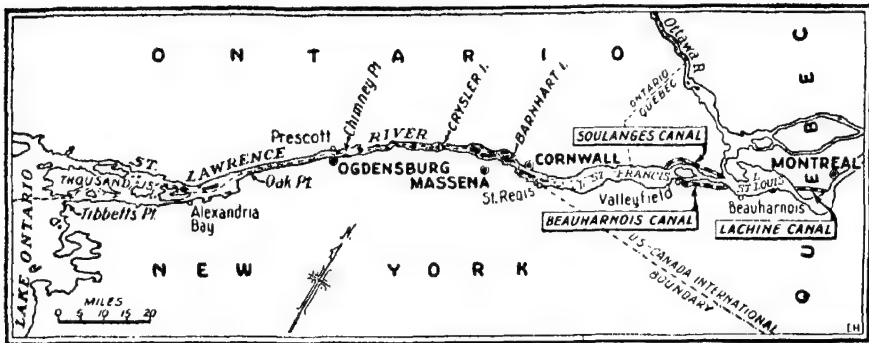 ONTARIO
QUEBEC
Ottawa R.
ONTARIO
QUEBEC
Chimney Pt.
CRYSLER I.
BARNHART I.
SOULANGES CANAL
Prescott
ST. LAWRENCE RIVER
CORNWALL
MONTREAL
THOUSAND IS.
OGDENSBURG
MASSENA
L. ST. FRANCIS
L. ST. LOUIS
Oak Pt.
St. Regis
Valleyfield
Beauharnois
Tibbetts Pt.
Alexandria
Bay
BEAUHARNOIS CANAL
LACHINE CANAL
LAKE ONTARIO
NEW YORK
N.
U.S.-CANADA INTERNATIONAL
BOUNDARY
MILES
0 5 10 15 20